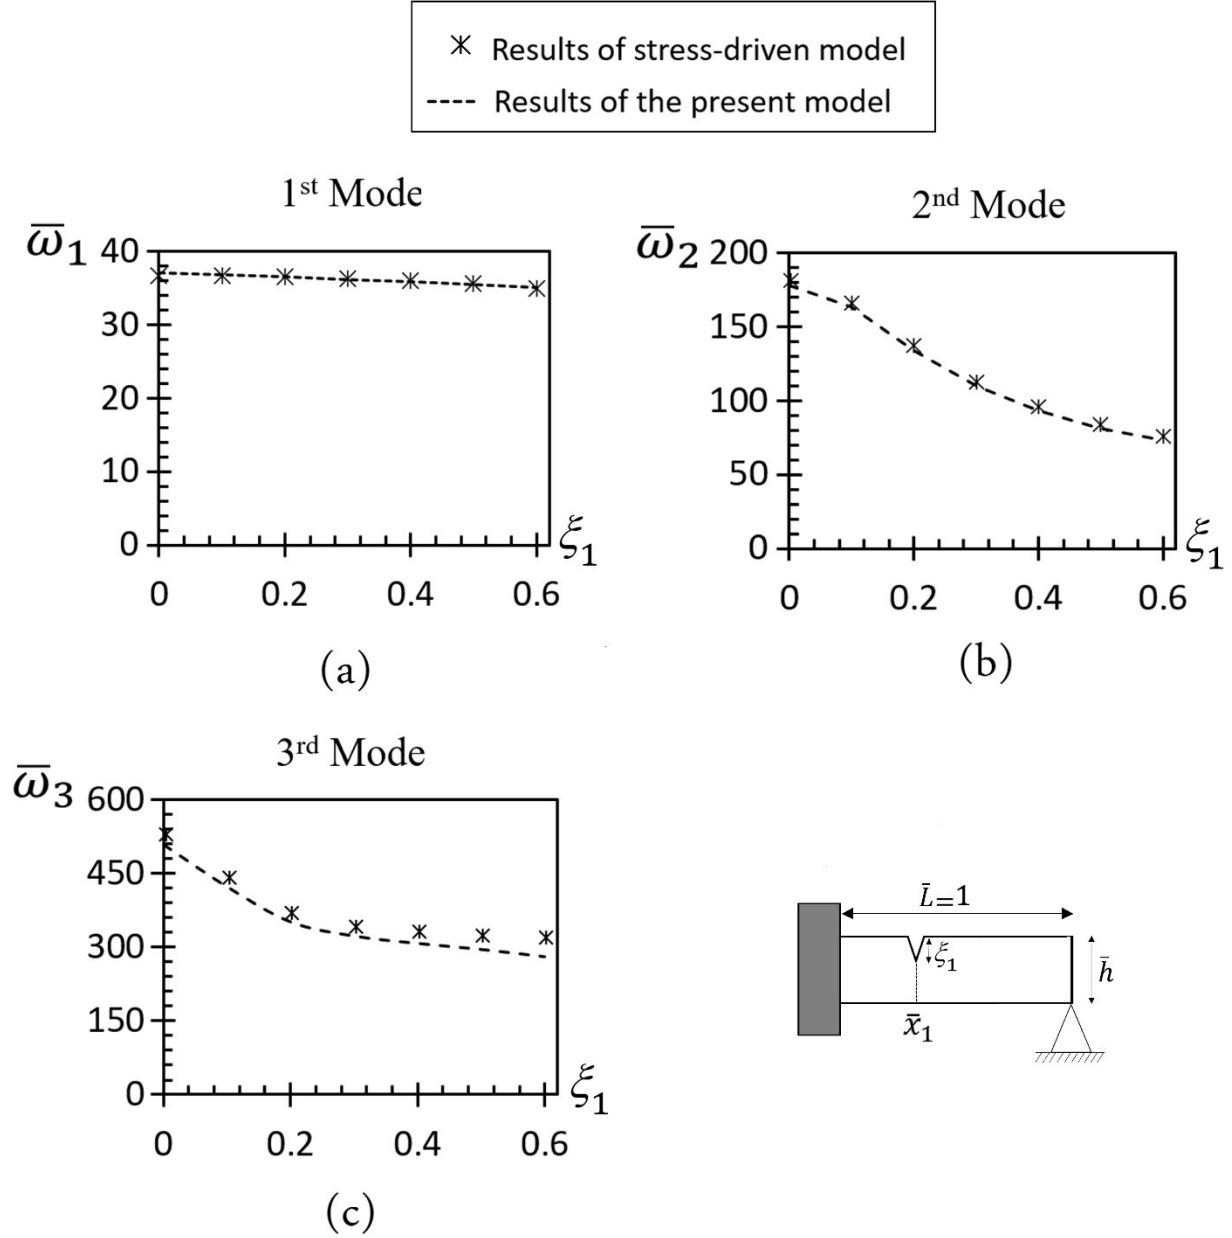 Results of stress-driven model
Results of the present model
1st Mode
ω̅1
40
30
20
10
0
0 0.2 0.4 0.6
ξ1
(a)
2nd Mode
ω̅2
200
150
100
50
0
0 0.2 0.4 0.6
ξ1
(b)
3rd Mode
ω̅3
600
450
300
150
0
0 0.2 0.4 0.6
ξ1
(c)
L̅=1
ξ1
h̅
x̅1